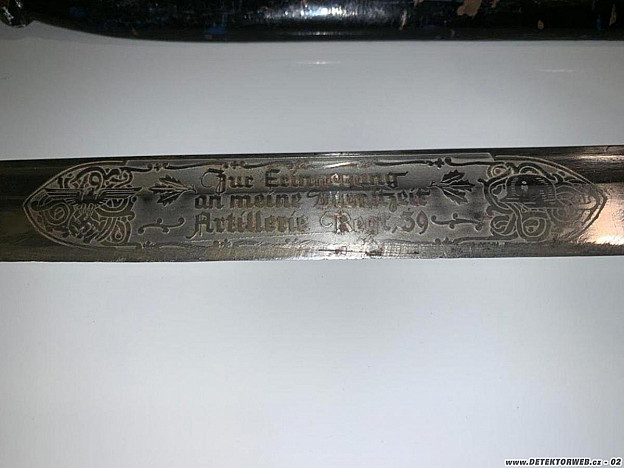 Zur Erinnerung
an meine Dienstzeit
Artillerie Regt. 59
www.DETEKTORWEB.cz - 02